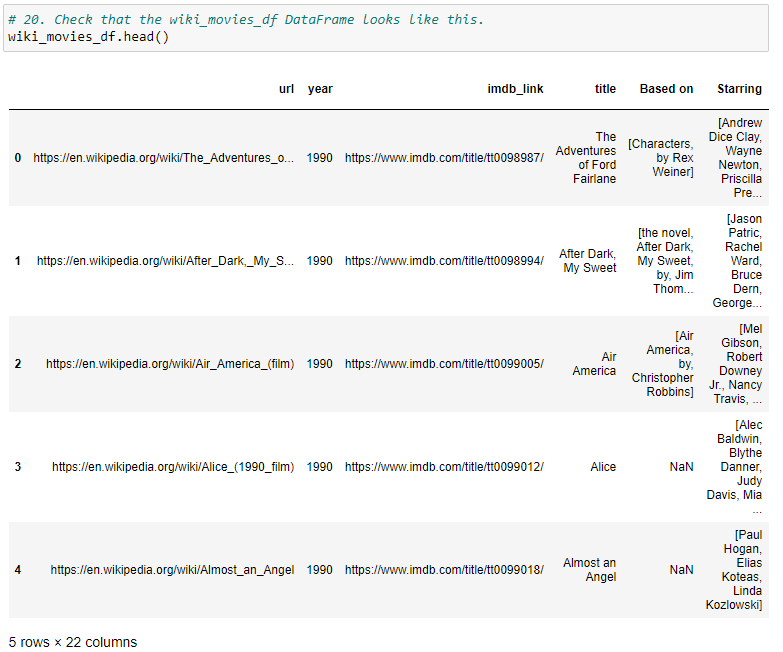 # 20. Check that the wiki_movies_df DataFrame looks like this.
wiki_movies_df.head()
url year imdb_link title Based on Starring
0 https://en.wikipedia.org/wiki/The_Adventures_o... 1990 https://www.imdb.com/title/tt0098987/
The
Adventures
of Ford
Fairlane
[Characters,
by Rex
Weiner]
[Andrew
Dice Clay,
Wayne
Newton,
Priscilla
Pre...
1 https://en.wikipedia.org/wiki/After_Dark,_My_S... 1990 https://www.imdb.com/title/tt0098994/
After Dark,
My Sweet
[the novel,
After Dark,
My Sweet,
by, Jim
Thom...
[Jason
Patric,
Rachel
Ward,
Bruce
Dern,
George...
2 https://en.wikipedia.org/wiki/Air_America_(film) 1990 https://www.imdb.com/title/tt0099005/
Air
America
[Air
America,
by,
Christopher
Robbins]
[Mel
Gibson,
Robert
Downey
Jr., Nancy
Travis, ...
3 https://en.wikipedia.org/wiki/Alice_(1990_film) 1990 https://www.imdb.com/title/tt0099012/
Alice
NaN
[Alec
Baldwin,
Blythe
Danner,
Judy
Davis, Mia
...
4 https://en.wikipedia.org/wiki/Almost_an_Angel 1990 https://www.imdb.com/title/tt0099018/
Almost an
Angel
NaN
[Paul
Hogan,
Elias
Koteas,
Linda
Kozlowski]
5 rows × 22 columns